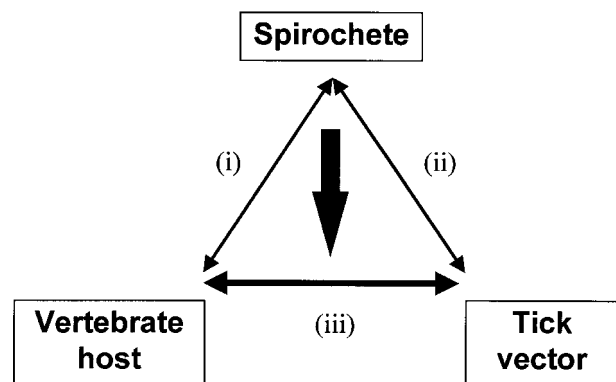 Spirochete
(i)
(ii)
Vertebrate
host
(iii)
Tick
vector